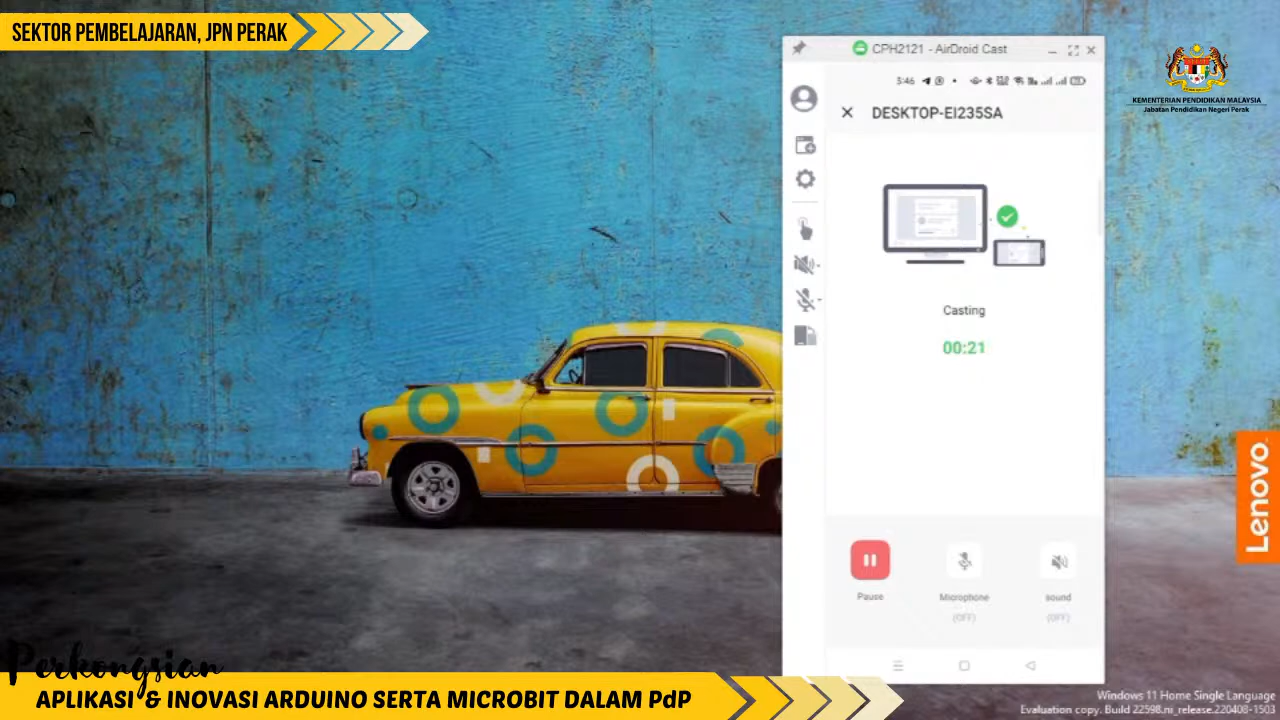 SEKTOR PEMBELAJARAN, JPN PERAK
CPH2121 - AirDroid Cast
5:46
DESKTOP-EI235SA
KEMENTERIAN PENDIDIKAN MALAYSIA
Jabatan Pendidikan Negeri Perak
Casting
00:21
Pause
Microphone
(OFF)
sound
(OFF)
Lenovo
Perkongsian
APLIKASI & INOVASI ARDUINO SERTA MICROBIT DALAM PdP
Windows 11 Home Single Language
Evaluation copy. Build 22598.ni_release.220408-1503